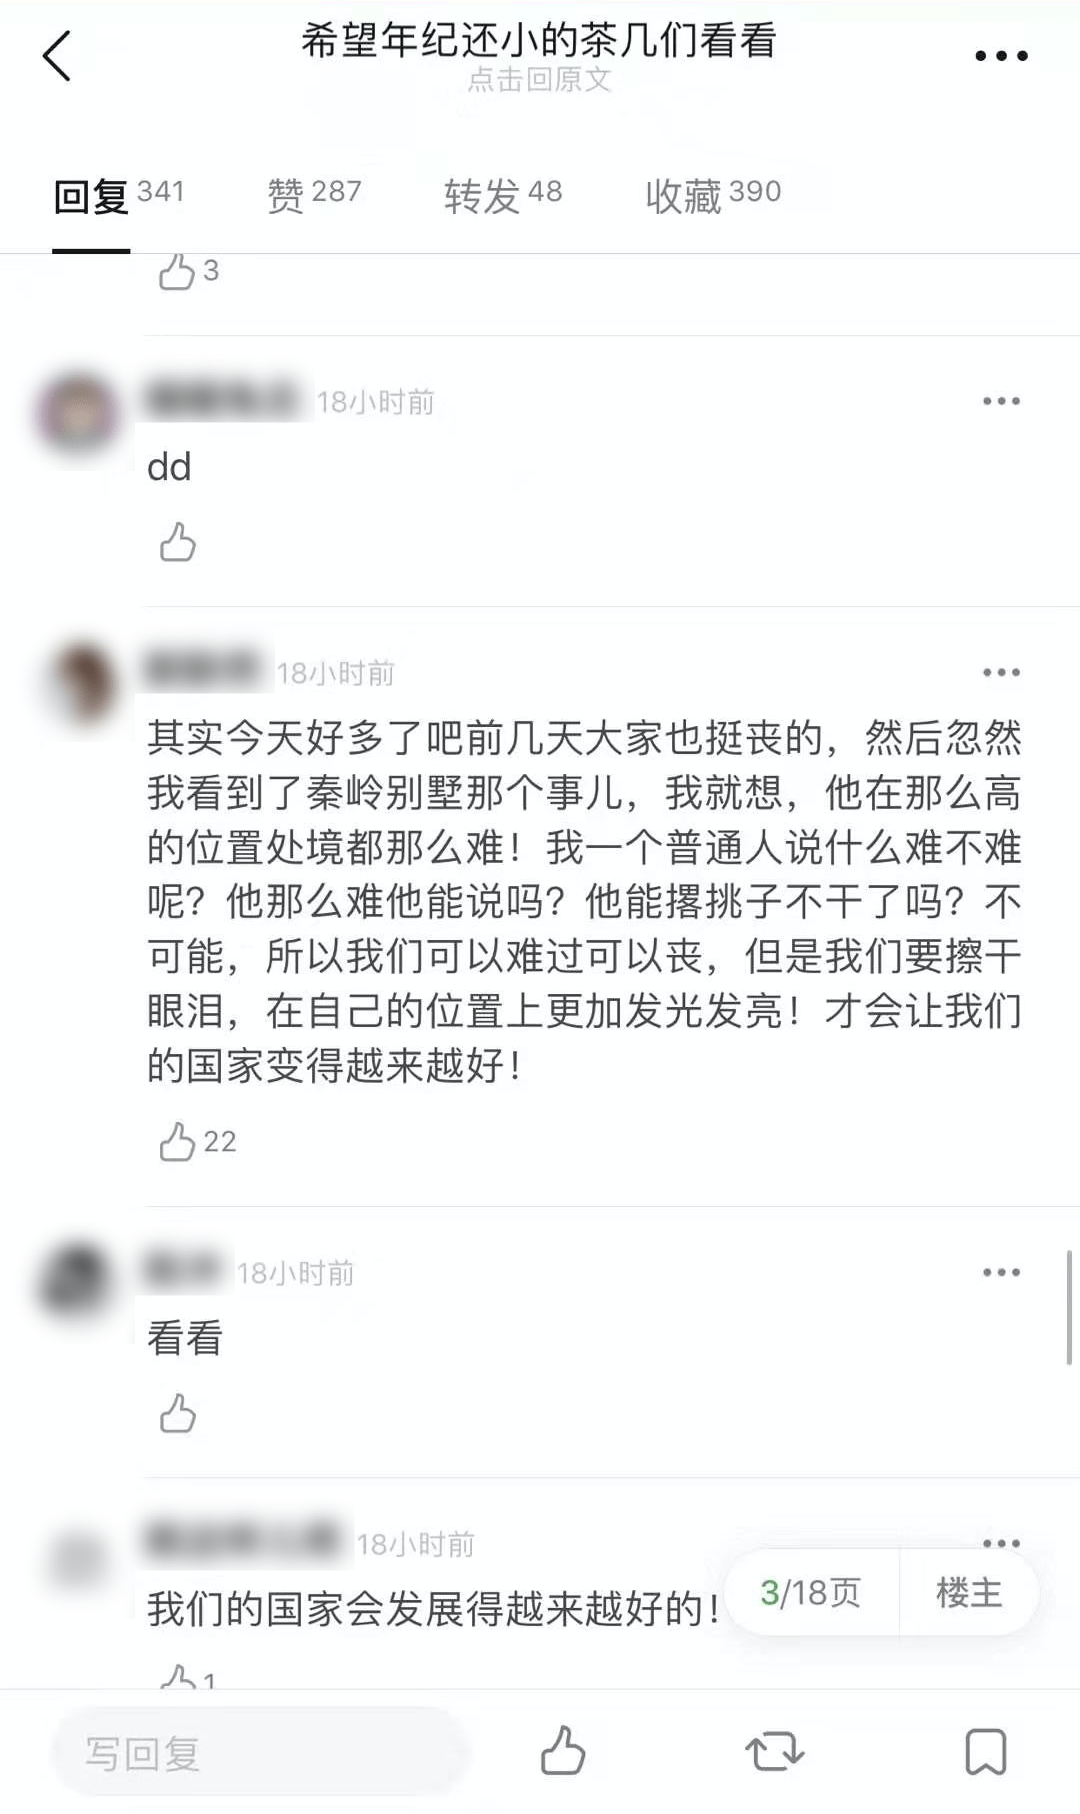 希望年纪还小的茶几们看看
点击回原文
回复 341 赞 287 转发 48 收藏 390
3
18小时前
dd
18小时前
其实今天好多了吧前几天大家也挺丧的，然后忽然
我看到了秦岭别墅那个事儿，我就想，他在那么高
的位置处境都那么难！我一个普通人说什么难不难
呢？他那么难他能说吗？他能撂挑子不干了吗？不
可能，所以我们可以难过可以丧，但是我们要擦干
眼泪，在自己的位置上更加发光发亮！才会让我们
的国家变得越来越好！
22
18小时前
看看
18小时前
我们的国家会发展得越来越好的！
3/18页 楼主
1
写回复